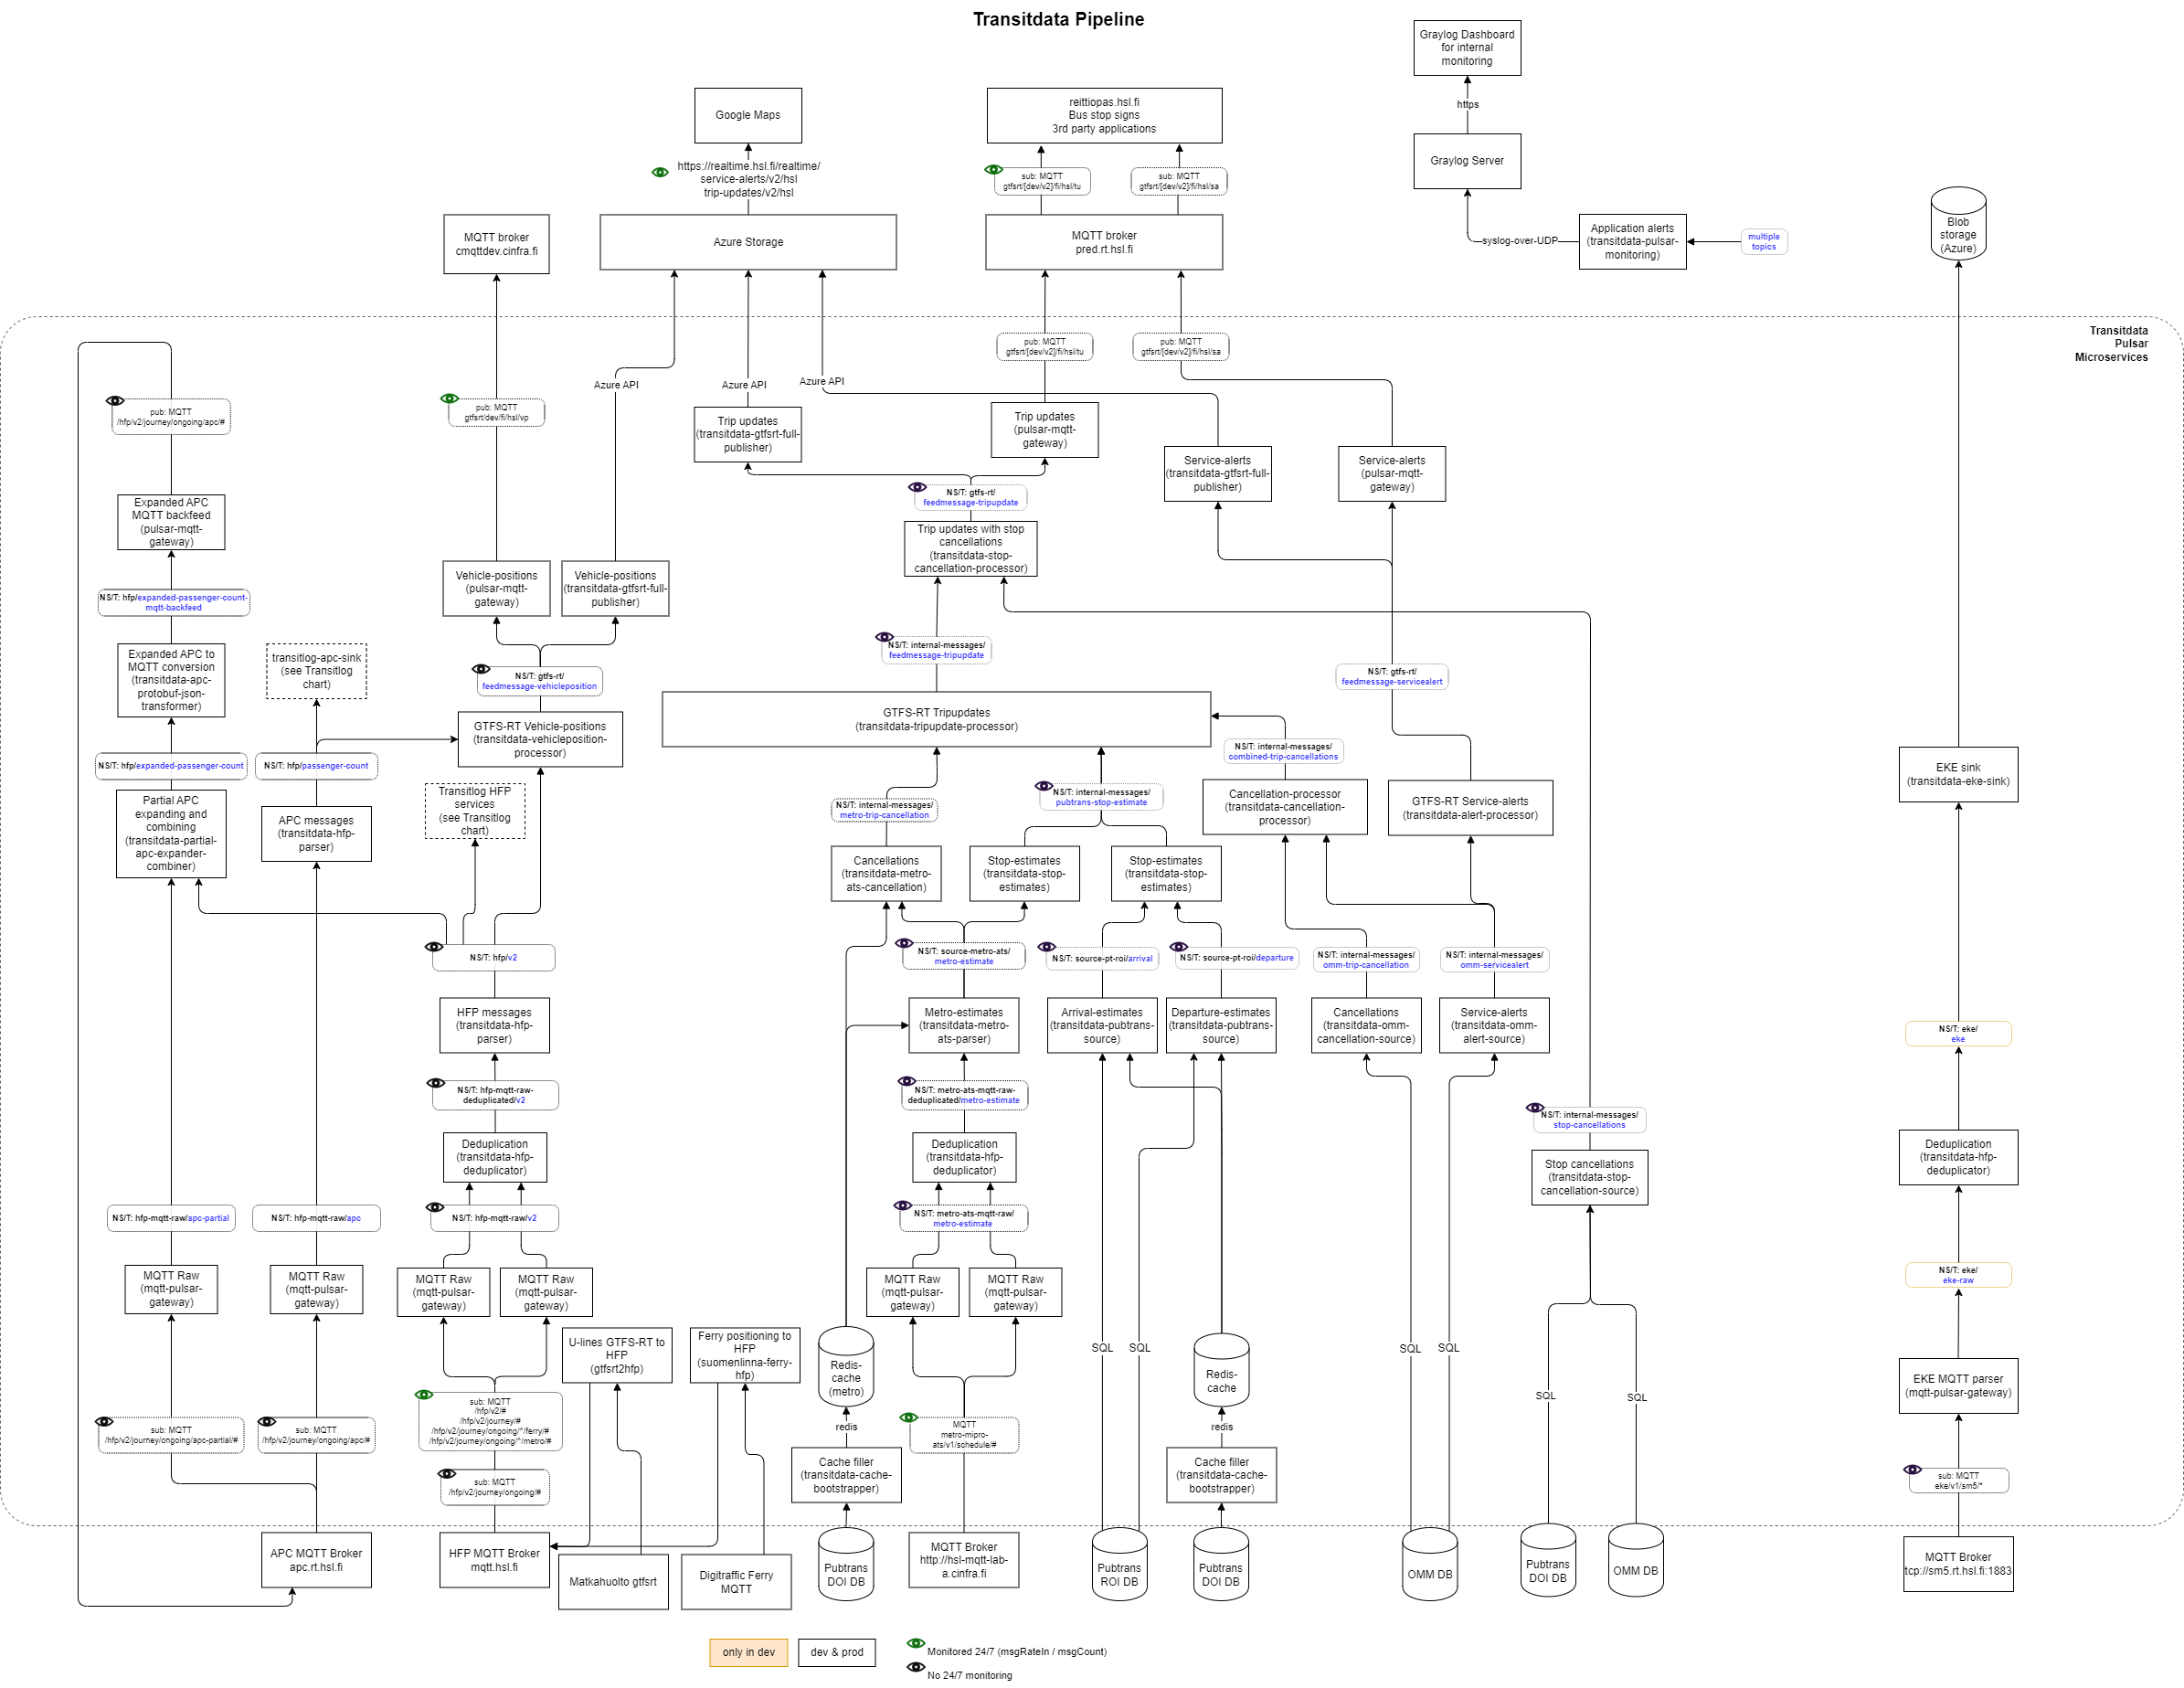 Transitdata Pipeline
Graylog Dashboard
for internal
monitoring
https
Graylog Server
syslog-over-UDP
Application alerts
(transitdata-pulsar-
monitoring)
multiple
topics
Google Maps
https://realtime.hsl.fi/realtime/
service-alerts/v2/hsl
trip-updates/v2/hsl
reittiopas.hsl.fi
Bus stop signs
3rd party applications
sub: MQTT
gtfsrt/[dev/v2]/fi/hsl/tu
sub: MQTT
gtfsrt/[dev/v2]/fi/hsl/sa
MQTT broker
cmqttdev.cinfra.fi
Azure Storage
MQTT broker
pred.rt.hsl.fi
Blob
storage
(Azure)
Transitdata
Pulsar
Microservices
pub: MQTT
gtfsrt/[dev/v2]/fi/hsl/tu
pub: MQTT
gtfsrt/[dev/v2]/fi/hsl/sa
Azure API
Azure API
Azure API
pub: MQTT
/hfp/v2/journey/ongoing/apc/#
pub: MQTT
gtfsrt/dev/fi/hsl/vp
Trip updates
(transitdata-gtfsrt-full-
publisher)
Trip updates
(pulsar-mqtt-
gateway)
Service-alerts
(transitdata-gtfsrt-full-
publisher)
Service-alerts
(pulsar-mqtt-
gateway)
Expanded APC
MQTT backfeed
(pulsar-mqtt-
gateway)
NS/T: gtfs-rt/
feedmessage-tripupdate
Trip updates with stop
cancellations
(transitdata-stop-
cancellation-processor)
Vehicle-positions
(pulsar-mqtt-
gateway)
Vehicle-positions
(transitdata-gtfsrt-full-
publisher)
NS/T: hfp/expanded-passenger-count-
mqtt-backfeed
Expanded APC to
MQTT conversion
(transitdata-apc-
protobuf-json-
transformer)
transitlog-apc-sink
(see Transitlog
chart)
NS/T: gtfs-rt/
feedmessage-vehicleposition
NS/T: internal-messages/
feedmessage-tripupdate
NS/T: gtfs-rt/
feedmessage-servicealert
GTFS-RT Vehicle-positions
(transitdata-vehicleposition-
processor)
GTFS-RT Tripupdates
(transitdata-tripupdate-processor)
NS/T: internal-messages/
combined-trip-cancellations
NS/T: hfp/expanded-passenger-count
NS/T: hfp/passenger-count
EKE sink
(transitdata-eke-sink)
Partial APC
expanding and
combining
(transitdata-partial-
apc-expander-
combiner)
APC messages
(transitdata-hfp-
parser)
Transitlog HFP
services
(see Transitlog
chart)
NS/T: internal-messages/
metro-trip-cancellation
NS/T: internal-messages/
pubtrans-stop-estimate
Cancellation-processor
(transitdata-cancellation-
processor)
GTFS-RT Service-alerts
(transitdata-alert-processor)
Cancellations
(transitdata-metro-
ats-cancellation)
Stop-estimates
(transitdata-stop-
estimates)
Stop-estimates
(transitdata-stop-
estimates)
NS/T: hfp/v2
NS/T: source-metro-ats/
metro-estimate
NS/T: source-pt-roi/arrival
NS/T: source-pt-roi/departure
NS/T: internal-messages/
omm-trip-cancellation
NS/T: internal-messages/
omm-servicealert
HFP messages
(transitdata-hfp-
parser)
Metro-estimates
(transitdata-metro-
ats-parser)
Arrival-estimates
(transitdata-pubtrans-
source)
Departure-estimates
(transitdata-pubtrans-
source)
Cancellations
(transitdata-omm-
cancellation-source)
Service-alerts
(transitdata-omm-
alert-source)
NS/T: eke/
eke
NS/T: hfp-mqtt-raw-
deduplicated/v2
NS/T: metro-ats-mqtt-raw-
deduplicated/metro-estimate
NS/T: internal-messages/
stop-cancellations
Deduplication
(transitdata-hfp-
deduplicator)
Deduplication
(transitdata-hfp-
deduplicator)
Stop cancellations
(transitdata-stop-
cancellation-source)
Deduplication
(transitdata-hfp-
deduplicator)
NS/T: hfp-mqtt-raw/apc-partial
NS/T: hfp-mqtt-raw/apc
NS/T: hfp-mqtt-raw/v2
NS/T: metro-ats-mqtt-raw/
metro-estimate
MQTT Raw
(mqtt-pulsar-
gateway)
MQTT Raw
(mqtt-pulsar-
gateway)
MQTT Raw
(mqtt-pulsar-
gateway)
MQTT Raw
(mqtt-pulsar-
gateway)
MQTT Raw
(mqtt-pulsar-
gateway)
MQTT Raw
(mqtt-pulsar-
gateway)
NS/T: eke/
eke-raw
U-lines GTFS-RT to
HFP
(gtfsrt2hfp)
Ferry positioning to
HFP
(suomenlinna-ferry-
hfp)
Redis-
cache
(metro)
Redis-
cache
SQL
SQL
SQL
SQL
SQL
SQL
EKE MQTT parser
(mqtt-pulsar-gateway)
sub: MQTT
/hfp/v2/journey/ongoing/apc-partial/#
sub: MQTT
/hfp/v2/journey/ongoing/apc/#
sub: MQTT
/hfp/v2/#
/hfp/v2/journey/#
/hfp/v2/journey/ongoing/*/ferry/#
/hfp/v2/journey/ongoing/*/metro/#
redis
MQTT
metro-mipro-
ats/v1/schedule/#
redis
sub: MQTT
/hfp/v2/journey/ongoing/#
Cache filler
(transitdata-cache-
bootstrapper)
Cache filler
(transitdata-cache-
bootstrapper)
sub: MQTT
eke/v1/sm5/*
APC MQTT Broker
apc.rt.hsl.fi
HFP MQTT Broker
mqtt.hsl.fi
Matkahuolto gtfsrt
Digitraffic Ferry
MQTT
Pubtrans
DOI DB
MQTT Broker
http://hsl-mqtt-lab-
a.cinfra.fi
Pubtrans
ROI DB
Pubtrans
DOI DB
OMM DB
Pubtrans
DOI DB
OMM DB
MQTT Broker
tcp://sm5.rt.hsl.fi:1883
only in dev
dev & prod
Monitored 24/7 (msgRateIn / msgCount)
No 24/7 monitoring